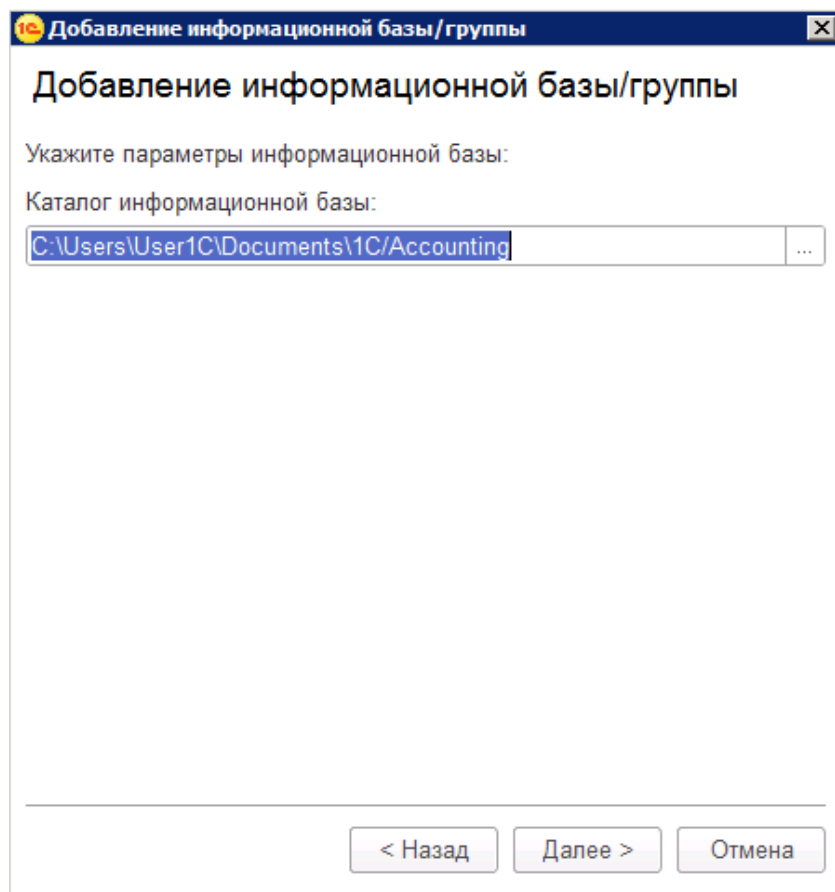 1С Добавление информационной базы/группы
Добавление информационной базы/группы
Укажите параметры информационной базы:
Каталог информационной базы:
C:\Users\User1C\Documents\1C/Accounting ...
< Назад Далее > Отмена